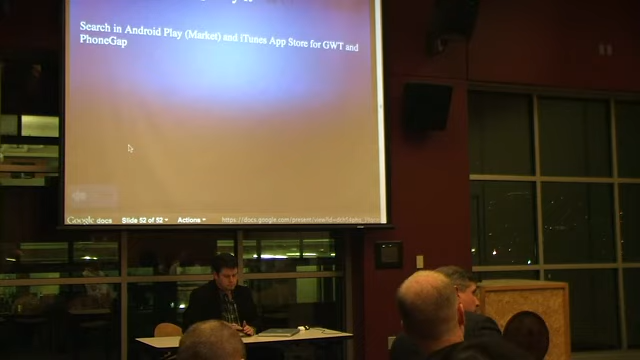 Search in Android Play (Market) and iTunes App Store for GWT and
PhoneGap
Google docs Slide 52 of 52 Actions